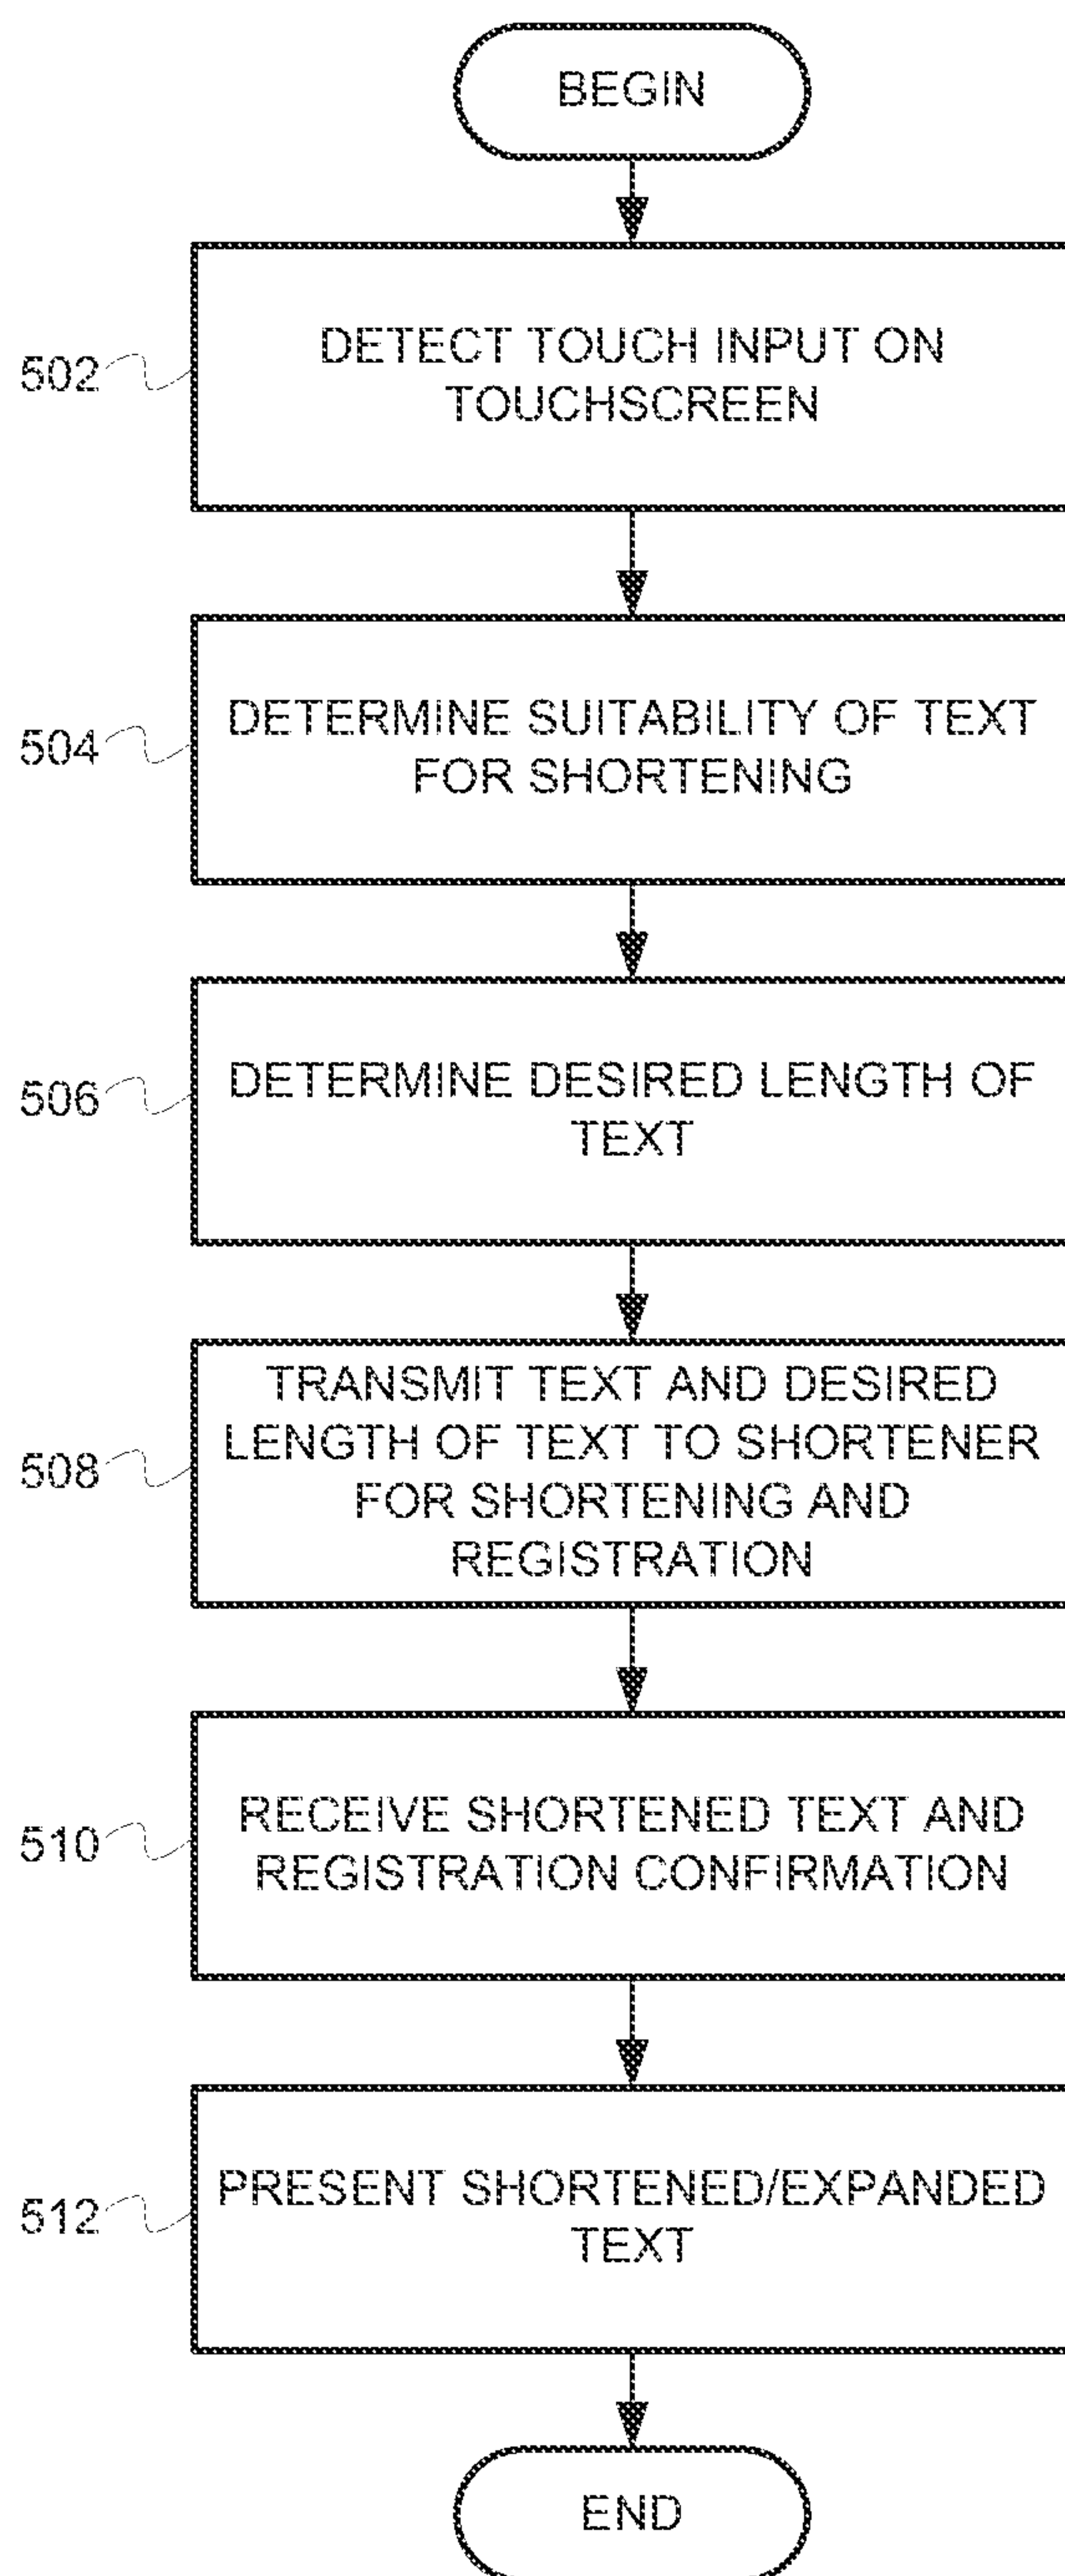 BEGIN
502
DETECT TOUCH INPUT ON
TOUCHSCREEN
504
DETERMINE SUITABILITY OF TEXT
FOR SHORTENING
506
DETERMINE DESIRED LENGTH OF
TEXT
508
TRANSMIT TEXT AND DESIRED
LENGTH OF TEXT TO SHORTENER
FOR SHORTENING AND
REGISTRATION
510
RECEIVE SHORTENED TEXT AND
REGISTRATION CONFIRMATION
512
PRESENT SHORTENED/EXPANDED
TEXT
END